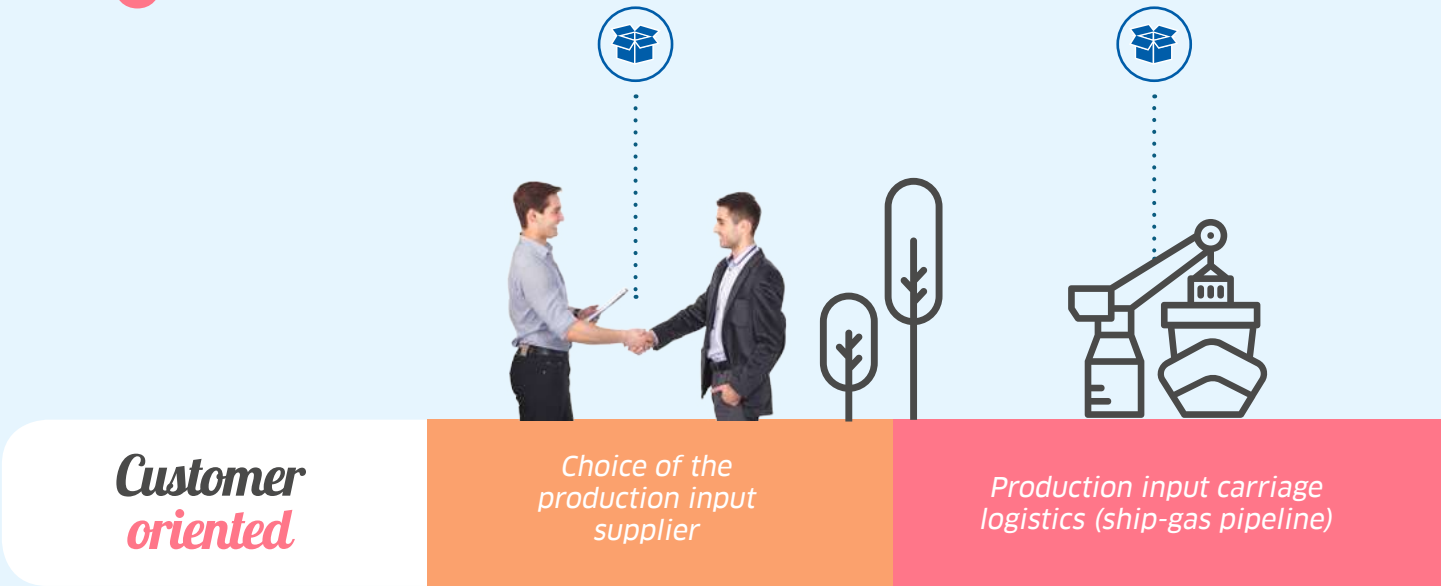 Customer
oriented
Choice of the
production input
supplier
Production input carriage
logistics (ship-gas pipeline)